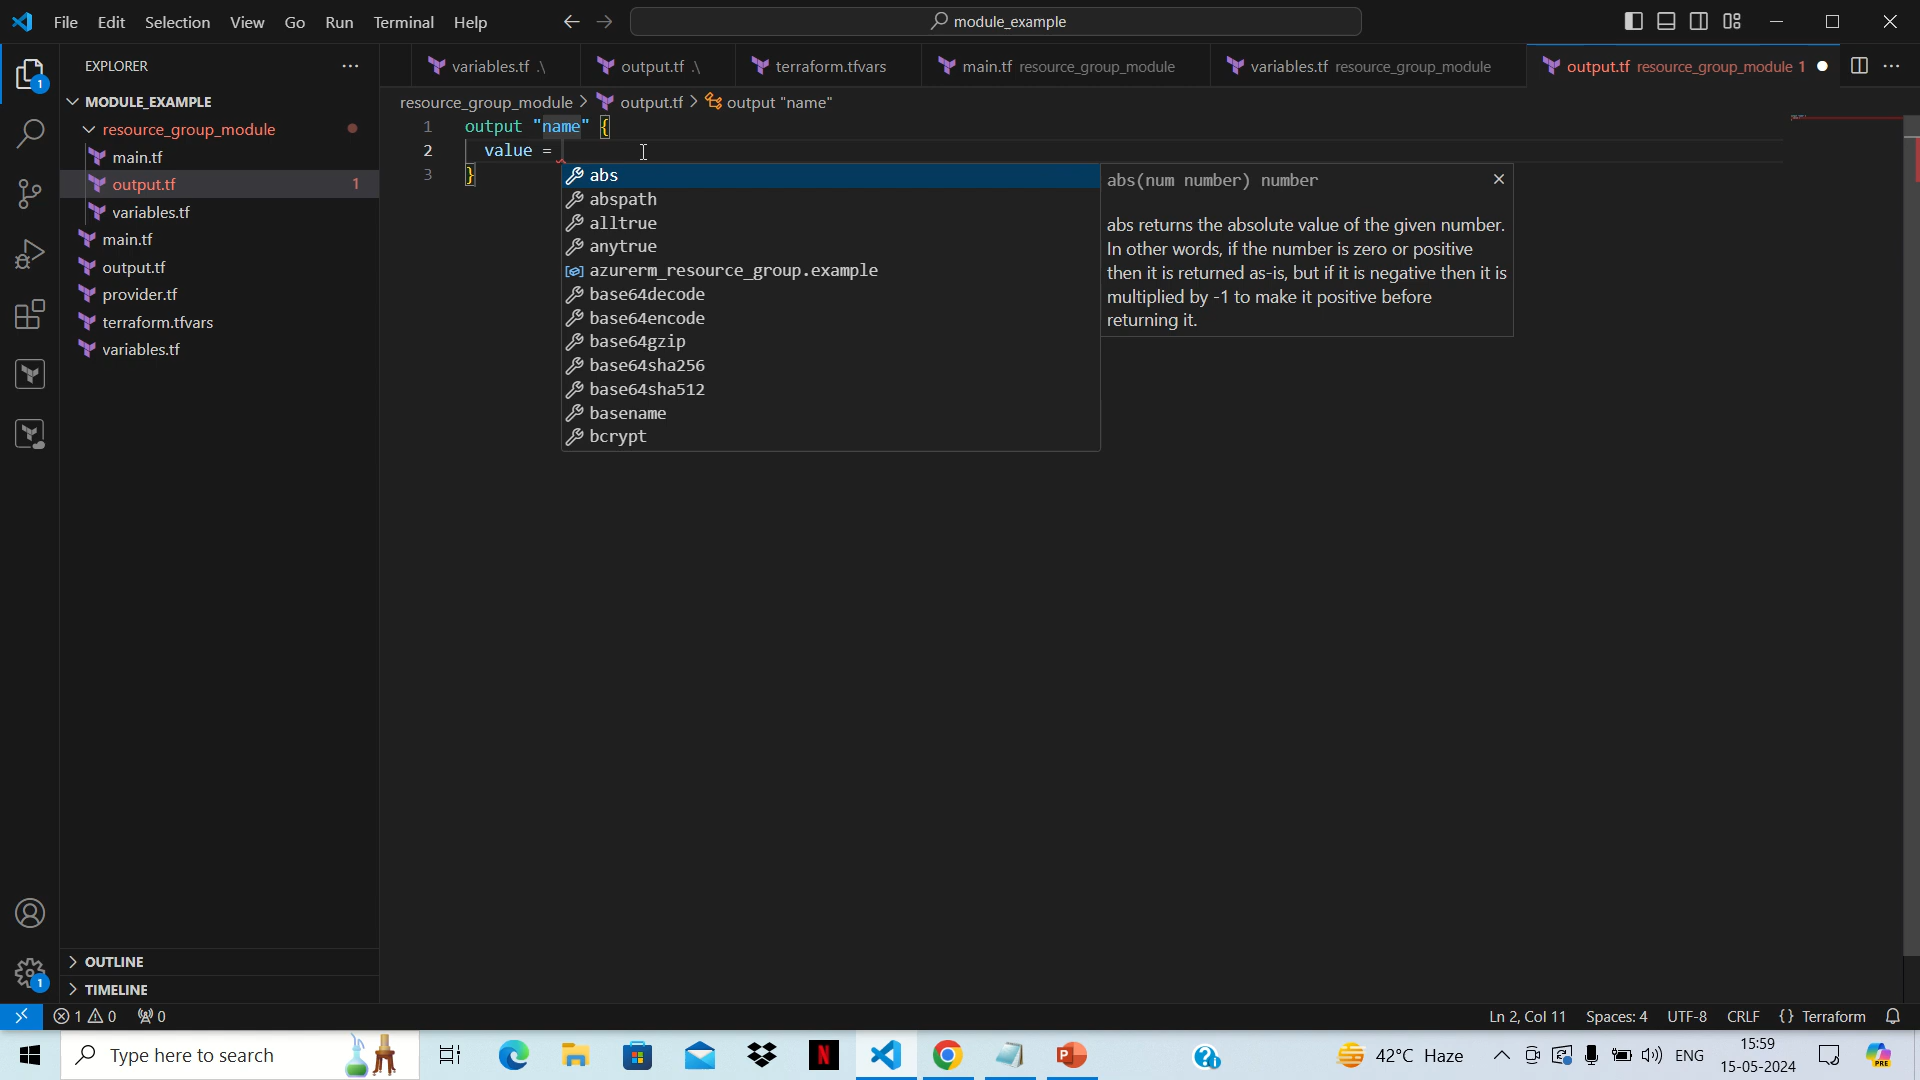 File Edit Selection View Go Run Terminal Help
module_example
EXPLORER
variables.tf .\
output.tf .\
terraform.tfvars
main.tf resource_group_module
variables.tf resource_group_module
output.tf resource_group_module 1
MODULE_EXAMPLE
resource_group_module
main.tf
output.tf 1
variables.tf
main.tf
output.tf
provider.tf
terraform.tfvars
variables.tf
OUTLINE
TIMELINE
1
1
resource_group_module > output.tf > output "name"
1 output "name" {
2 value =
3 }
abs
abspath
alltrue
anytrue
azurerm_resource_group.example
base64decode
base64encode
base64gzip
base64sha256
base64sha512
basename
bcrypt
abs(num number) number
abs returns the absolute value of the given number.
In other words, if the number is zero or positive
then it is returned as-is, but if it is negative then it is
multiplied by -1 to make it positive before
returning it.
1 0 0
Ln 2, Col 11 Spaces: 4 UTF-8 CRLF {} Terraform
Type here to search
42°C Haze
ENG
15:59
15-05-2024
PRE